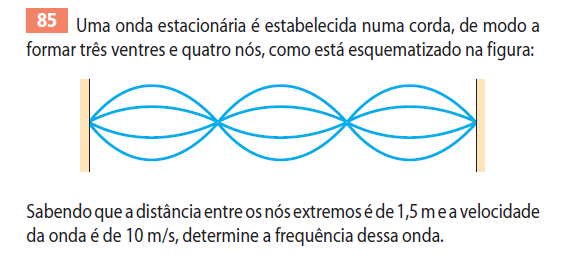 85 Uma onda estacionária é estabelecida numa corda, de modo a
formar três ventres e quatro nós, como está esquematizado na figura:
Sabendo que a distância entre os nós extremos é de 1,5 m e a velocidade
da onda é de 10 m/s, determine a frequência dessa onda.